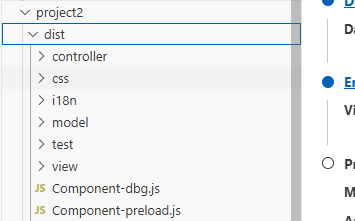 project2
dist
controller
css
i18n
model
test
view
JS Component-dbg.js
JS Component-preload.js
D
Da
En
Vi
Pr
M